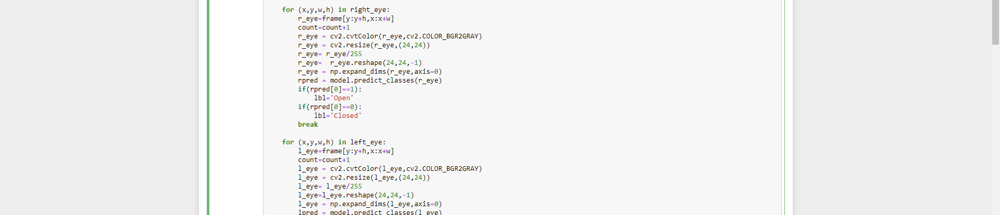 for (x,y,w,h) in right_eye:
    r_eye=frame[y:y+h,x:x+w]
    count=count+1
    r_eye = cv2.cvtColor(r_eye,cv2.COLOR_BGR2GRAY)
    r_eye = cv2.resize(r_eye,(24,24))
    r_eye= r_eye/255
    r_eye=  r_eye.reshape(24,24,-1)
    r_eye = np.expand_dims(r_eye,axis=0)
    rpred = model.predict_classes(r_eye)
    if(rpred[0]==1):
        lbl='Open'
    if(rpred[0]==0):
        lbl='Closed'
    break

for (x,y,w,h) in left_eye:
    l_eye=frame[y:y+h,x:x+w]
    count=count+1
    l_eye = cv2.cvtColor(l_eye,cv2.COLOR_BGR2GRAY)
    l_eye = cv2.resize(l_eye,(24,24))
    l_eye= l_eye/255
    l_eye=l_eye.reshape(24,24,-1)
    l_eye = np.expand_dims(l_eye,axis=0)
    lpred = model.predict_classes(l_eye)